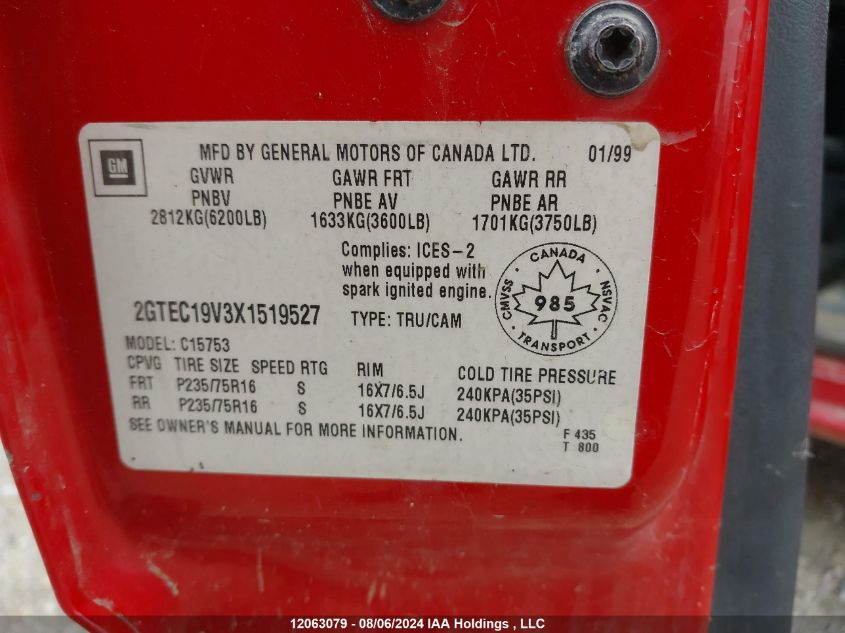 GM
MFD BY GENERAL MOTORS OF CANADA LTD. 01/99
GVWR GAWR FRT GAWR RR
PNBV PNBE AV PNBE AR
2812KG(6200LB) 1633KG(3600LB) 1701KG(3750LB)
Complies: ICES-2
when equipped with
spark ignited engine.
CANADA
CMVSS 985 NSVAC
TRANSPORT
2GTEC19V3X1519527 TYPE: TRU/CAM
MODEL: C15753
CPVG TIRE SIZE SPEED RTG RIM COLD TIRE PRESSURE
FRT P235/75R16 S 16X7/6.5J 240KPA(35PSI)
RR P235/75R16 S 16X7/6.5J 240KPA(35PSI)
SEE OWNER'S MANUAL FOR MORE INFORMATION.
F 435
T 800
12063079 - 08/06/2024 IAA Holdings , LLC